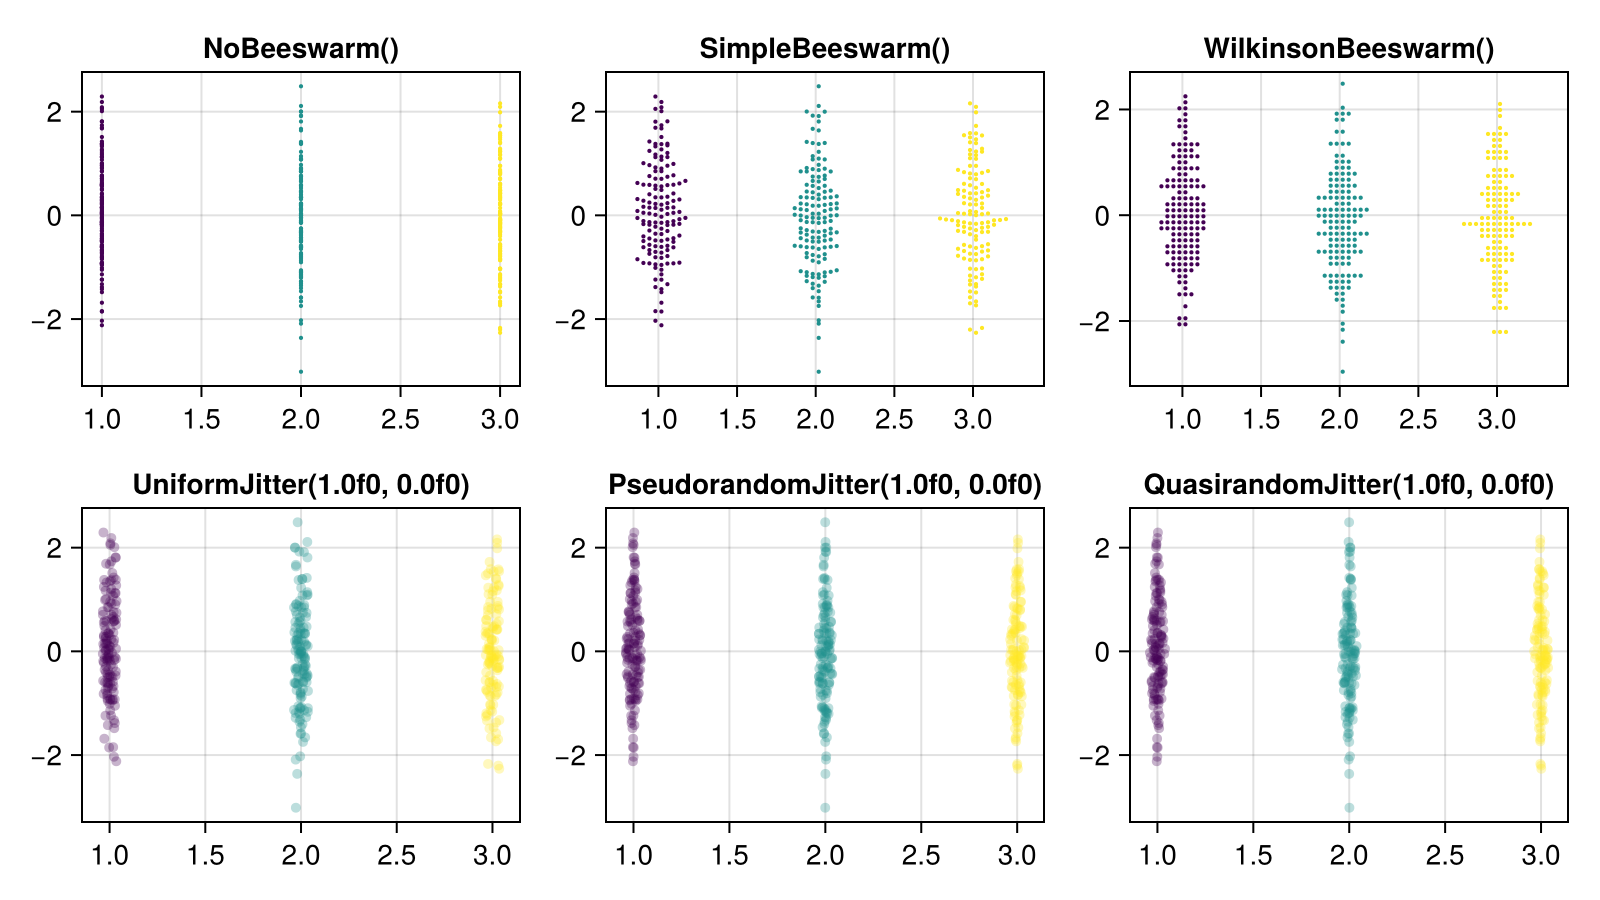 NoBeeswarm()
SimpleBeeswarm()
WilkinsonBeeswarm()
2
0
−2
1.0 1.5 2.0 2.5 3.0
2
0
−2
1.0 1.5 2.0 2.5 3.0
2
0
−2
1.0 1.5 2.0 2.5 3.0
UniformJitter(1.0f0, 0.0f0)
PseudorandomJitter(1.0f0, 0.0f0)
QuasirandomJitter(1.0f0, 0.0f0)
2
0
−2
1.0 1.5 2.0 2.5 3.0
2
0
−2
1.0 1.5 2.0 2.5 3.0
2
0
−2
1.0 1.5 2.0 2.5 3.0